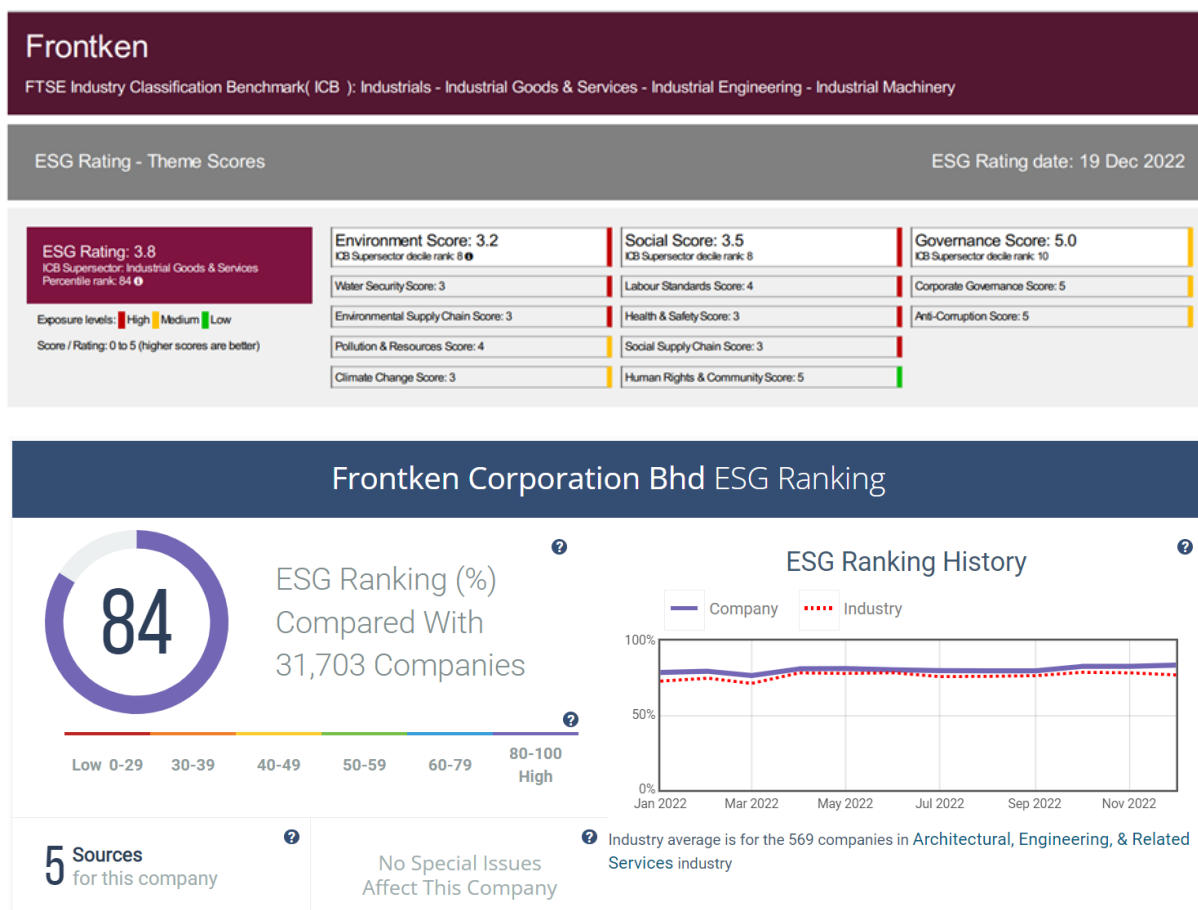 Frontken
FTSE Industry Classification Benchmark( ICB  ): Industrials - Industrial Goods & Services - Industrial Engineering - Industrial Machinery
ESG Rating - Theme Scores
ESG Rating date: 19 Dec 2022
ESG Rating: 3.8
ICB Supersector: Industrial Goods & Services
Percentile rank: 84
Exposure levels: High Medium Low
Score / Rating: 0 to 5 (higher scores are better)
Environment Score: 3.2
ICB Supersector decile rank: 8
Water Security Score: 3
Environmental Supply Chain Score: 3
Pollution & Resources Score: 4
Climate Change Score: 3
Social Score: 3.5
ICB Supersector decile rank: 8
Labour Standards Score: 4
Health & Safety Score: 3
Social Supply Chain Score: 3
Human Rights & Community Score: 5
Governance Score: 5.0
ICB Supersector decile rank: 10
Corporate Governance Score: 5
Anti-Corruption Score: 5
Frontken Corporation Bhd ESG Ranking
84
ESG Ranking (%)
Compared With
31,703 Companies
Low 0-29
30-39
40-49
50-59
60-79
80-100
High
5 Sources
for this company
No Special Issues
Affect This Company
ESG Ranking History
Company
Industry
100%
50%
0%
Jan 2022
Mar 2022
May 2022
Jul 2022
Sep 2022
Nov 2022
Industry average is for the 569 companies in Architectural, Engineering, & Related
Services industry